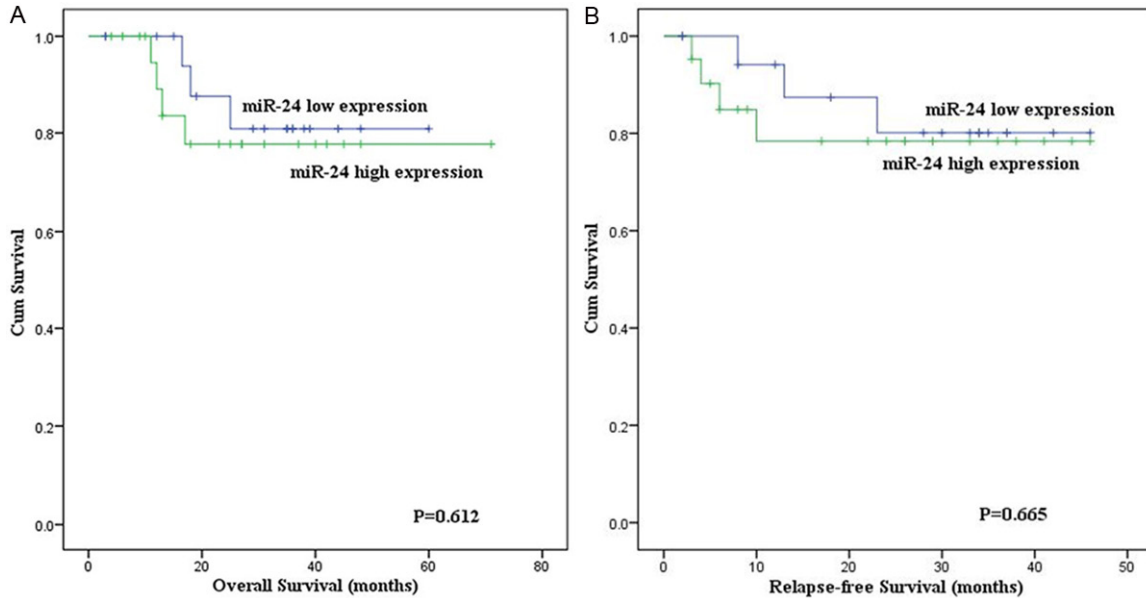 A
1.0
0.8
0.6
0.4
0.2
0.0
Cum Survival
miR-24 low expression
miR-24 high expression
P=0.612
0 20 40 60 80
Overall Survival (months)
B
1.0
0.8
0.6
0.4
0.2
0.0
Cum Survival
miR-24 low expression
miR-24 high expression
P=0.665
0 10 20 30 40 50
Relapse-free Survival (months)